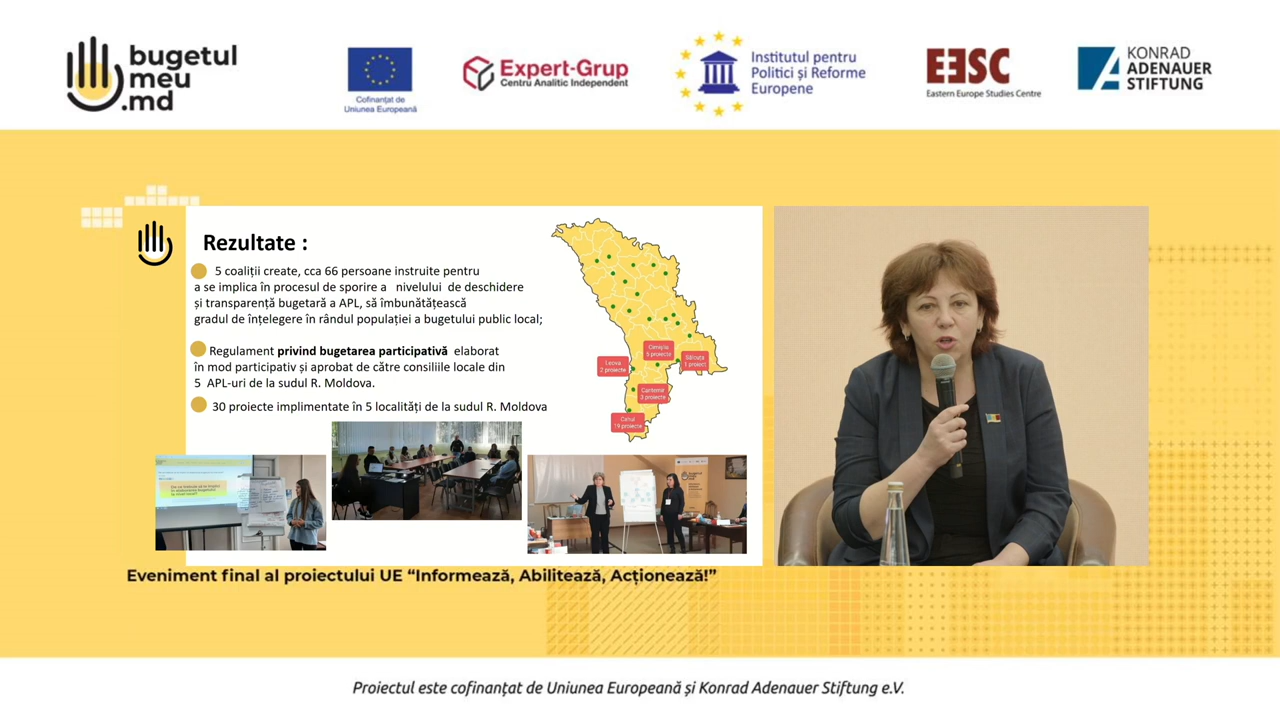 bugetul
meu
.md
Cofinanțat de
Uniunea Europeană
Expert-Grup
Centru Analitic Independent
Institutul pentru
Politici și Reforme
Europene
EESC
Eastern Europe Studies Centre
KONRAD
ADENAUER
STIFTUNG
Rezultate :
5 coaliții create, cca 66 persoane instruite pentru
a se implica în procesul de sporire a nivelului de deschidere
și transparență bugetară a APL, să îmbunătățească
gradul de înțelegere în rândul populației a bugetului public local;
Regulament privind bugetarea participativă elaborat
în mod participativ și aprobat de către consiliile locale din
5 APL-uri de la sudul R. Moldova.
30 proiecte implimentate în 5 localități de la sudul R. Moldova
Cimișlia
5 proiecte
Leova
2 proiecte
1 proiect
Cantemir
3 proiecte
Cahul
19 proiecte
Eveniment final al proiectului UE “Informează, Abilitează, Acționează!”
Proiectul este cofinanțat de Uniunea Europeană și Konrad Adenauer Stiftung e.V.